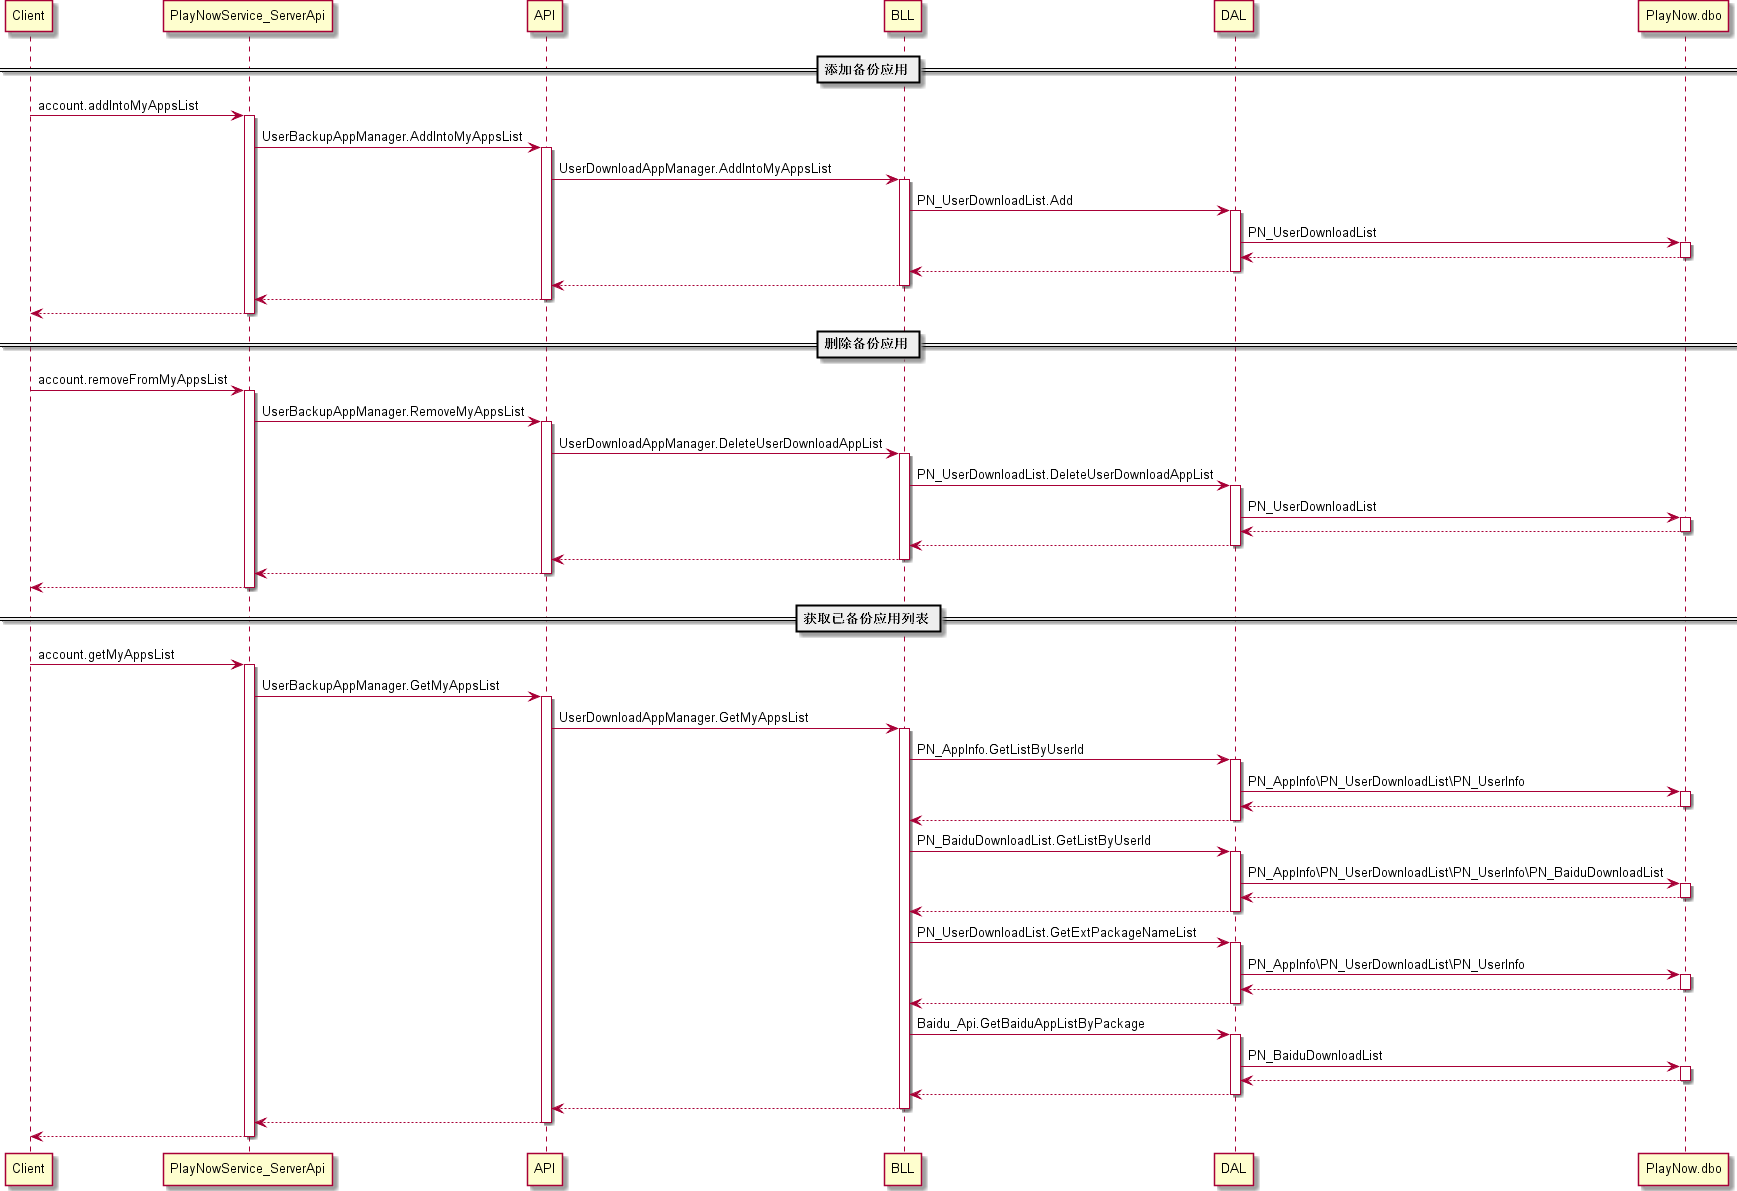 Client
PlayNowService_ServerApi
API
BLL
DAL
PlayNow.dbo
添加备份应用
account.addIntoMyAppsList
UserBackupAppManager.AddIntoMyAppsList
UserDownloadAppManager.AddIntoMyAppsList
PN_UserDownloadList.Add
PN_UserDownloadList
删除备份应用
account.removeFromMyAppsList
UserBackupAppManager.RemoveMyAppsList
UserDownloadAppManager.DeleteUserDownloadAppList
PN_UserDownloadList.DeleteUserDownloadAppList
PN_UserDownloadList
获取已备份应用列表
account.getMyAppsList
UserBackupAppManager.GetMyAppsList
UserDownloadAppManager.GetMyAppsList
PN_AppInfo.GetListByUserId
PN_AppInfo\PN_UserDownloadList\PN_UserInfo
PN_BaiduDownloadList.GetListByUserId
PN_AppInfo\PN_UserDownloadList\PN_UserInfo\PN_BaiduDownloadList
PN_UserDownloadList.GetExtPackageNameList
PN_AppInfo\PN_UserDownloadList\PN_UserInfo
Baidu_Api.GetBaiduAppListByPackage
PN_BaiduDownloadList
Client
PlayNowService_ServerApi
API
BLL
DAL
PlayNow.dbo